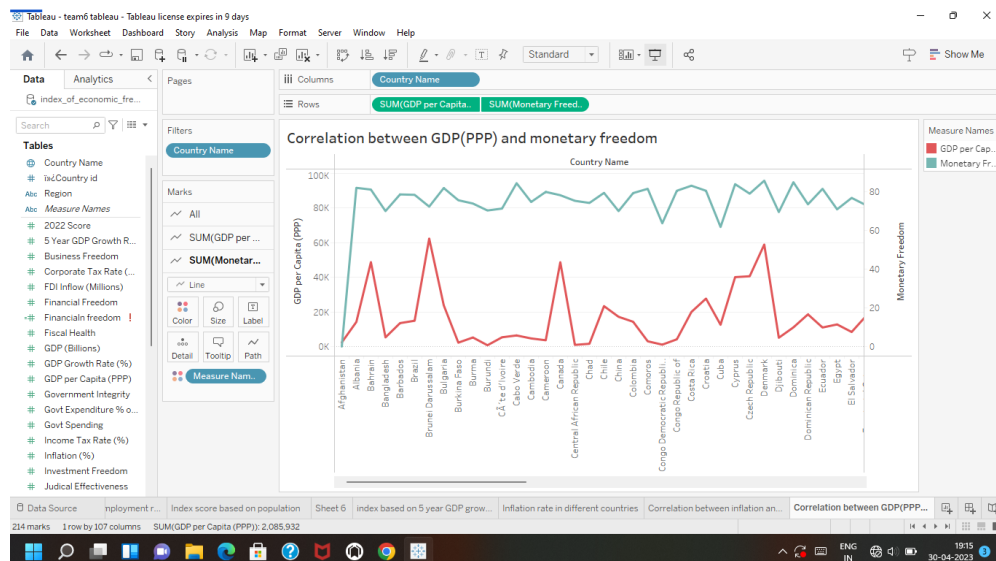 Tableau - team6 tableau - Tableau license expires in 9 days
File Data Worksheet Dashboard Story Analysis Map Format Server Window Help
Standard
Show Me
Data Analytics
index_of_economic_fre...
Search
Tables
Country Name
Country id
Abc Region
Abc Measure Names
# 2022 Score
# 5 Year GDP Growth R...
# Business Freedom
# Corporate Tax Rate (...
# FDI Inflow (Millions)
# Financial Freedom
=# Financialn freedom !
# Fiscal Health
# GDP (Billions)
# GDP Growth Rate (%)
# GDP per Capita (PPP)
# Government Integrity
# Govt Expenditure % o...
# Govt Spending
# Income Tax Rate (%)
# Inflation (%)
# Investment Freedom
# Judical Effectiveness
Pages
Filters
Country Name
Marks
All
SUM(GDP per ...
SUM(Monetar...
Line
Color Size Label
Detail Tooltip Path
Measure Nam..
Columns Country Name
Rows SUM(GDP per Capita.. SUM(Monetary Freed..
Correlation between GDP(PPP) and monetary freedom
Country Name
GDP per Capita (PPP)
100K
80K
60K
40K
20K
0K
80
60
40
20
0
Monetary Freedom
Afghanistan
Albania
Bahrain
Bangladesh
Barbados
Brazil
Brunei Darussalam
Bulgaria
Burkina Faso
Burma
Burundi
CÃ´te d'Ivoire
Cabo Verde
Cambodia
Cameroon
Canada
Central African Republic
Chad
Chile
China
Colombia
Comoros
Congo Democratic Republi..
Congo Republic of
Costa Rica
Croatia
Cuba
Cyprus
Czech Republic
Denmark
Djibouti
Dominica
Dominican Republic
Ecuador
Egypt
El Salvador
Measure Names
GDP per Cap...
Monetary Fr...
Data Source
nployment r...
Index score based on population
Sheet 6
index based on 5 year GDP grow...
Inflation rate in different countries
Correlation between inflation an...
Correlation between GDP(PPP...
214 marks 1 row by 107 columns SUM(GDP per Capita (PPP)): 2,085,932
ENG
IN
19:15
30-04-2023
3